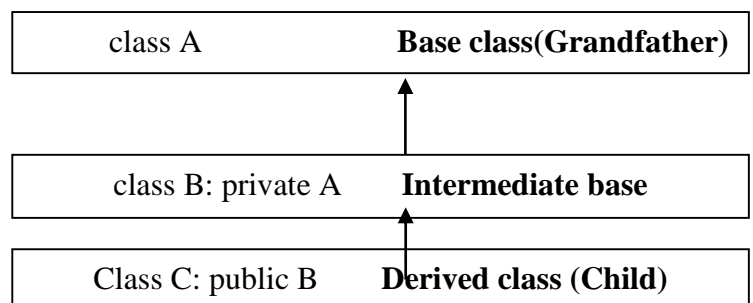 class A Base class(Grandfather)
class B: private A Intermediate base
Class C: public B Derived class (Child)